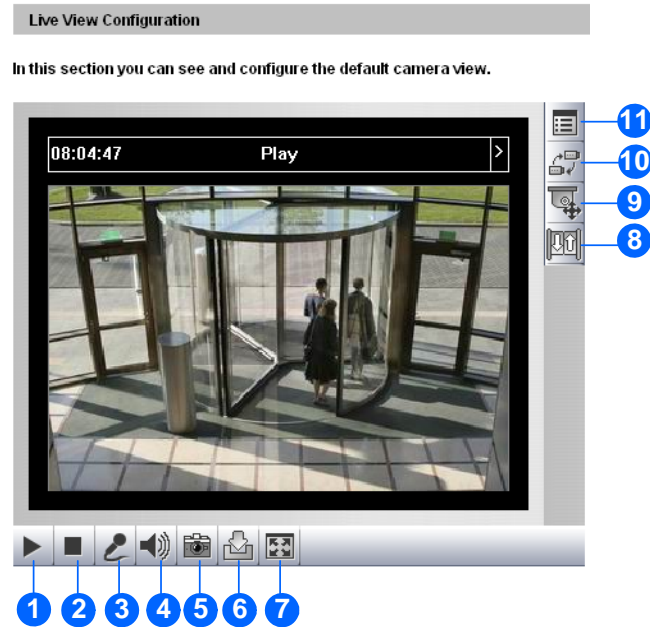 Live View Configuration
In this section you can see and configure the default camera view.
08:04:47 Play >
11
10
9
8
1 2 3 4 5 6 7